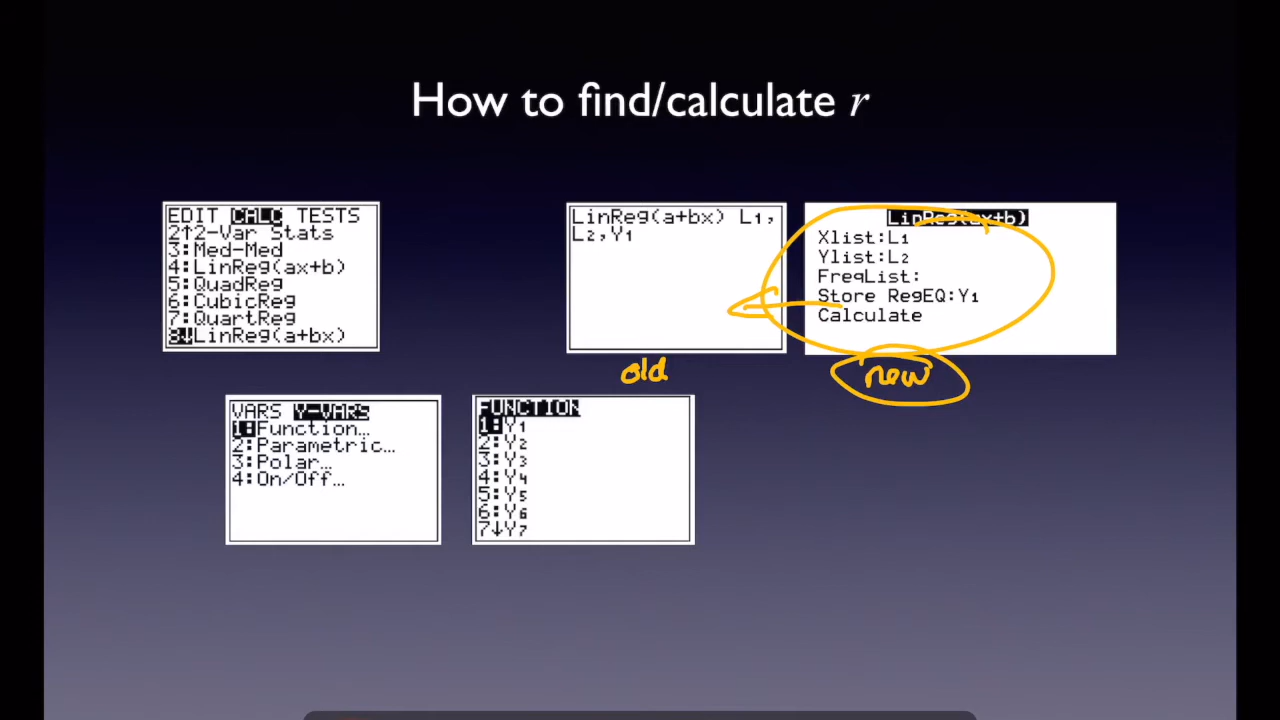 How to find/calculate r
EDIT CALC TESTS
2↑2-Var Stats
3:Med-Med
4:LinReg(ax+b)
5:QuadReg
6:CubicReg
7:QuartReg
8↓LinReg(a+bx)
LinReg(a+bx) L₁,
L₂,Y₁
old
LinReg(ax+b)
Xlist:L₁
Ylist:L₂
FreqList:
Store RegEQ:Y₁
Calculate
new
VARS Y-VARS
1:Function…
2:Parametric…
3:Polar…
4:On/Off…
FUNCTION
1:Y₁
2:Y₂
3:Y₃
4:Y₄
5:Y₅
6:Y₆
7↓Y₇